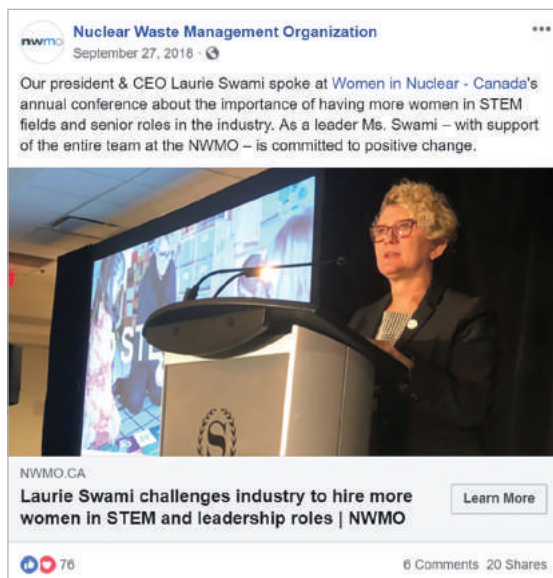 nwmo
Nuclear Waste Management Organization
September 27, 2018
Our president & CEO Laurie Swami spoke at Women in Nuclear - Canada's
annual conference about the importance of having more women in STEM
fields and senior roles in the industry. As a leader Ms. Swami – with support
of the entire team at the NWMO – is committed to positive change.
STEM
S
NWMO.CA
Laurie Swami challenges industry to hire more
women in STEM and leadership roles | NWMO
Learn More
76
6 Comments 20 Shares